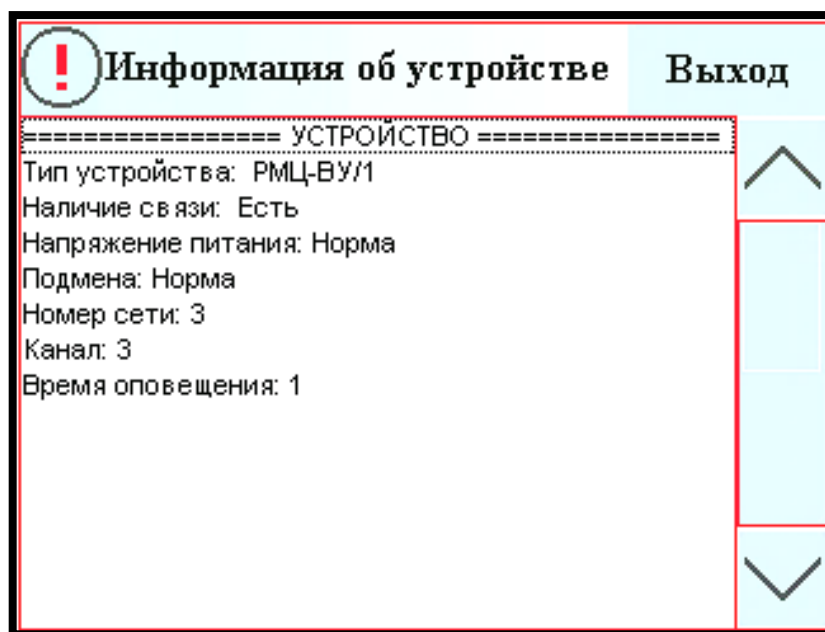 Информация об устройстве
Выход
================= УСТРОЙСТВО ================
Тип устройства: РМЦ-ВУ/1
Наличие связи: Есть
Напряжение питания: Норма
Подмена: Норма
Номер сети: 3
Канал: 3
Время оповещения: 1